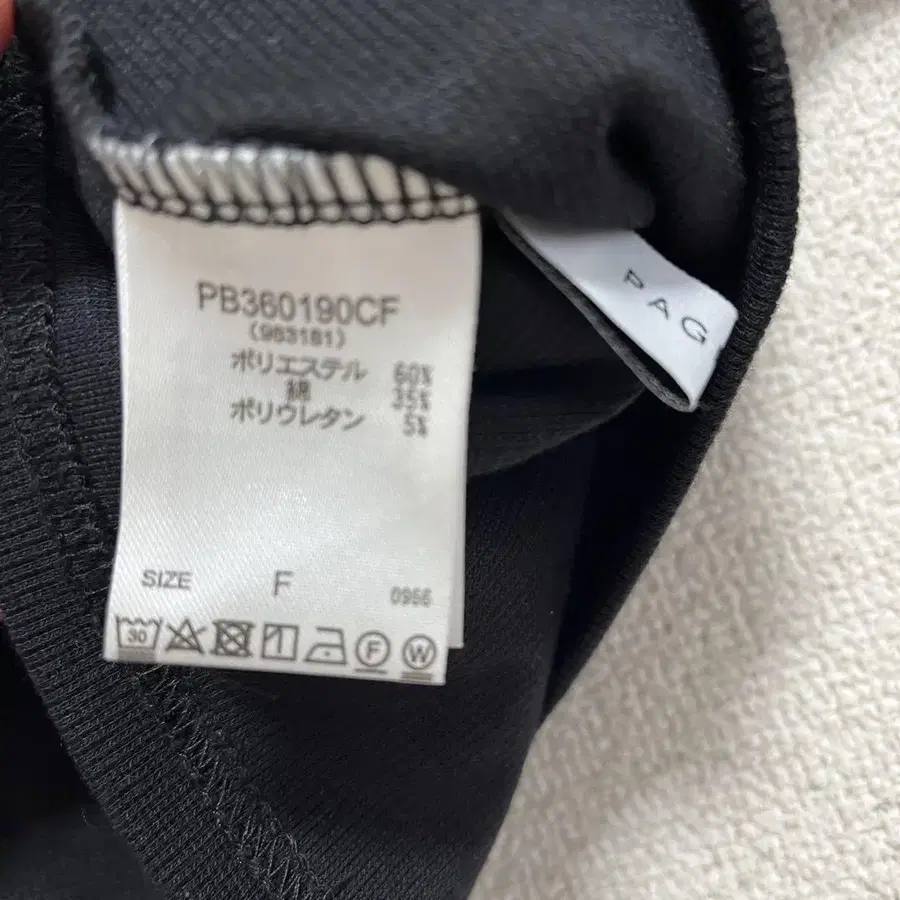 PB360190CF
(983181)
ポリエステル 60%
綿 35%
ポリウレタン 5%
SIZE F 0966
30 F W
PAG